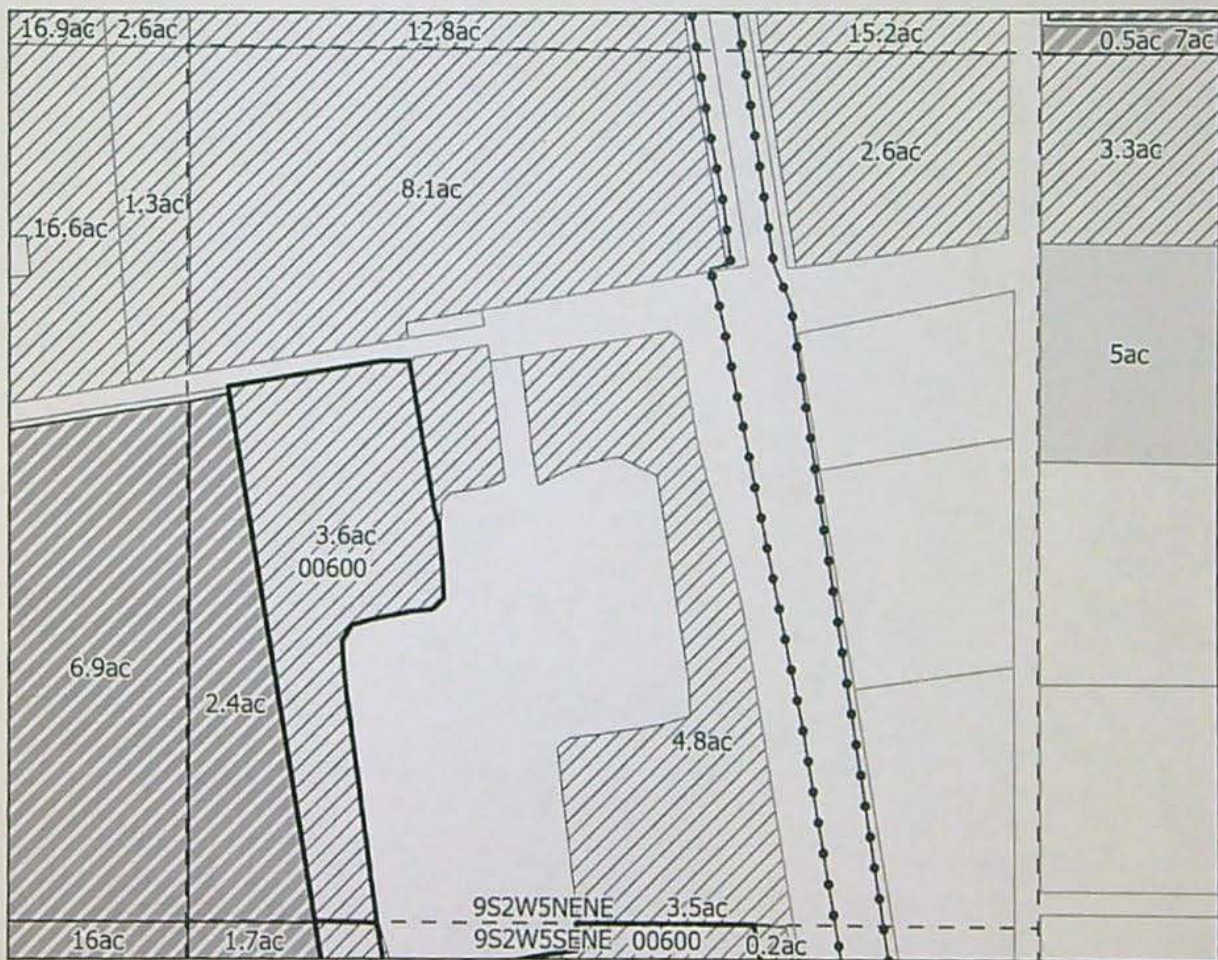 16.9ac 2.6ac 12.8ac 15.2ac 0.5ac 7ac
2.6ac 3.3ac
8.1ac
1.3ac
16.6ac
5ac
3.6ac
00600
6.9ac
2.4ac
4.8ac
9S2W5NENE 3.5ac
16ac 1.7ac 9S2W5SENE 00600 0.2ac